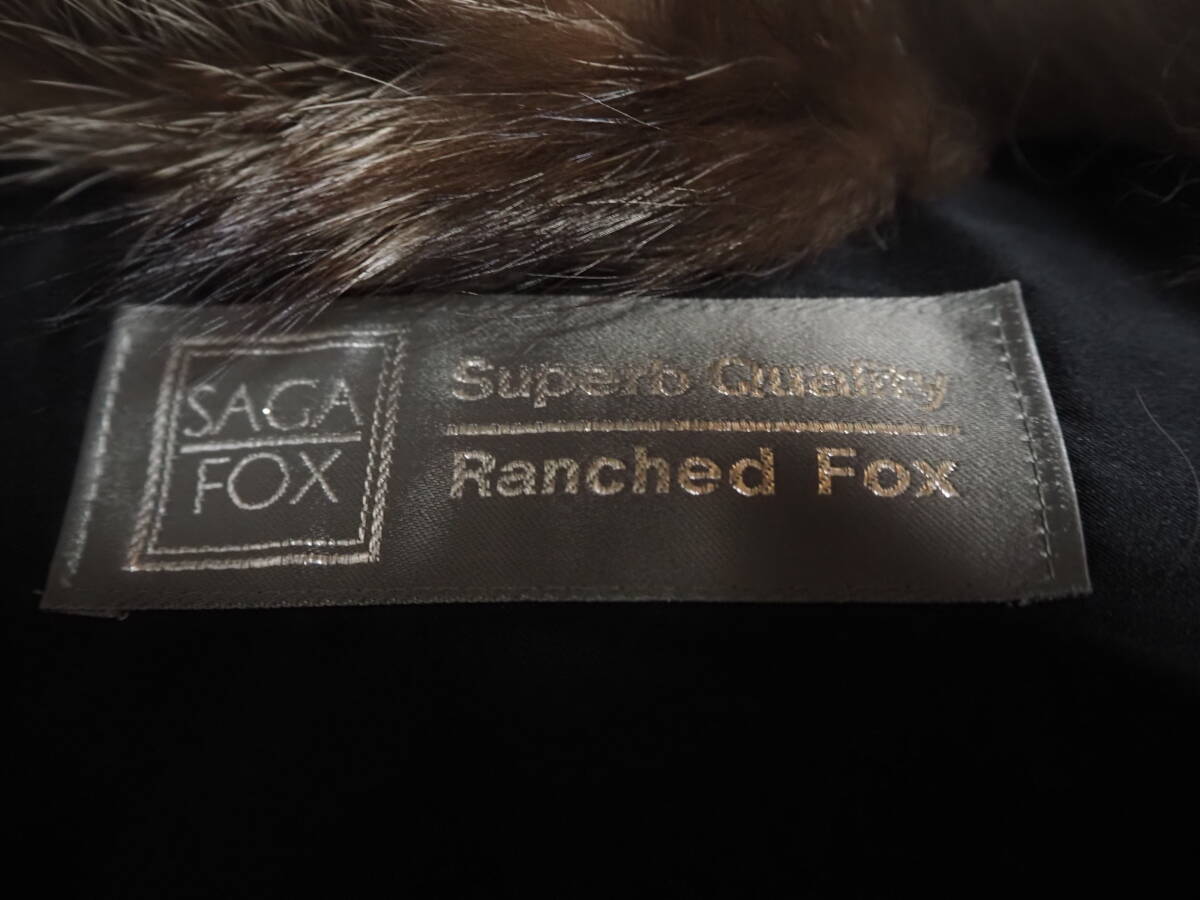 SAGA
FOX
Superb Quality
Ranched Fox